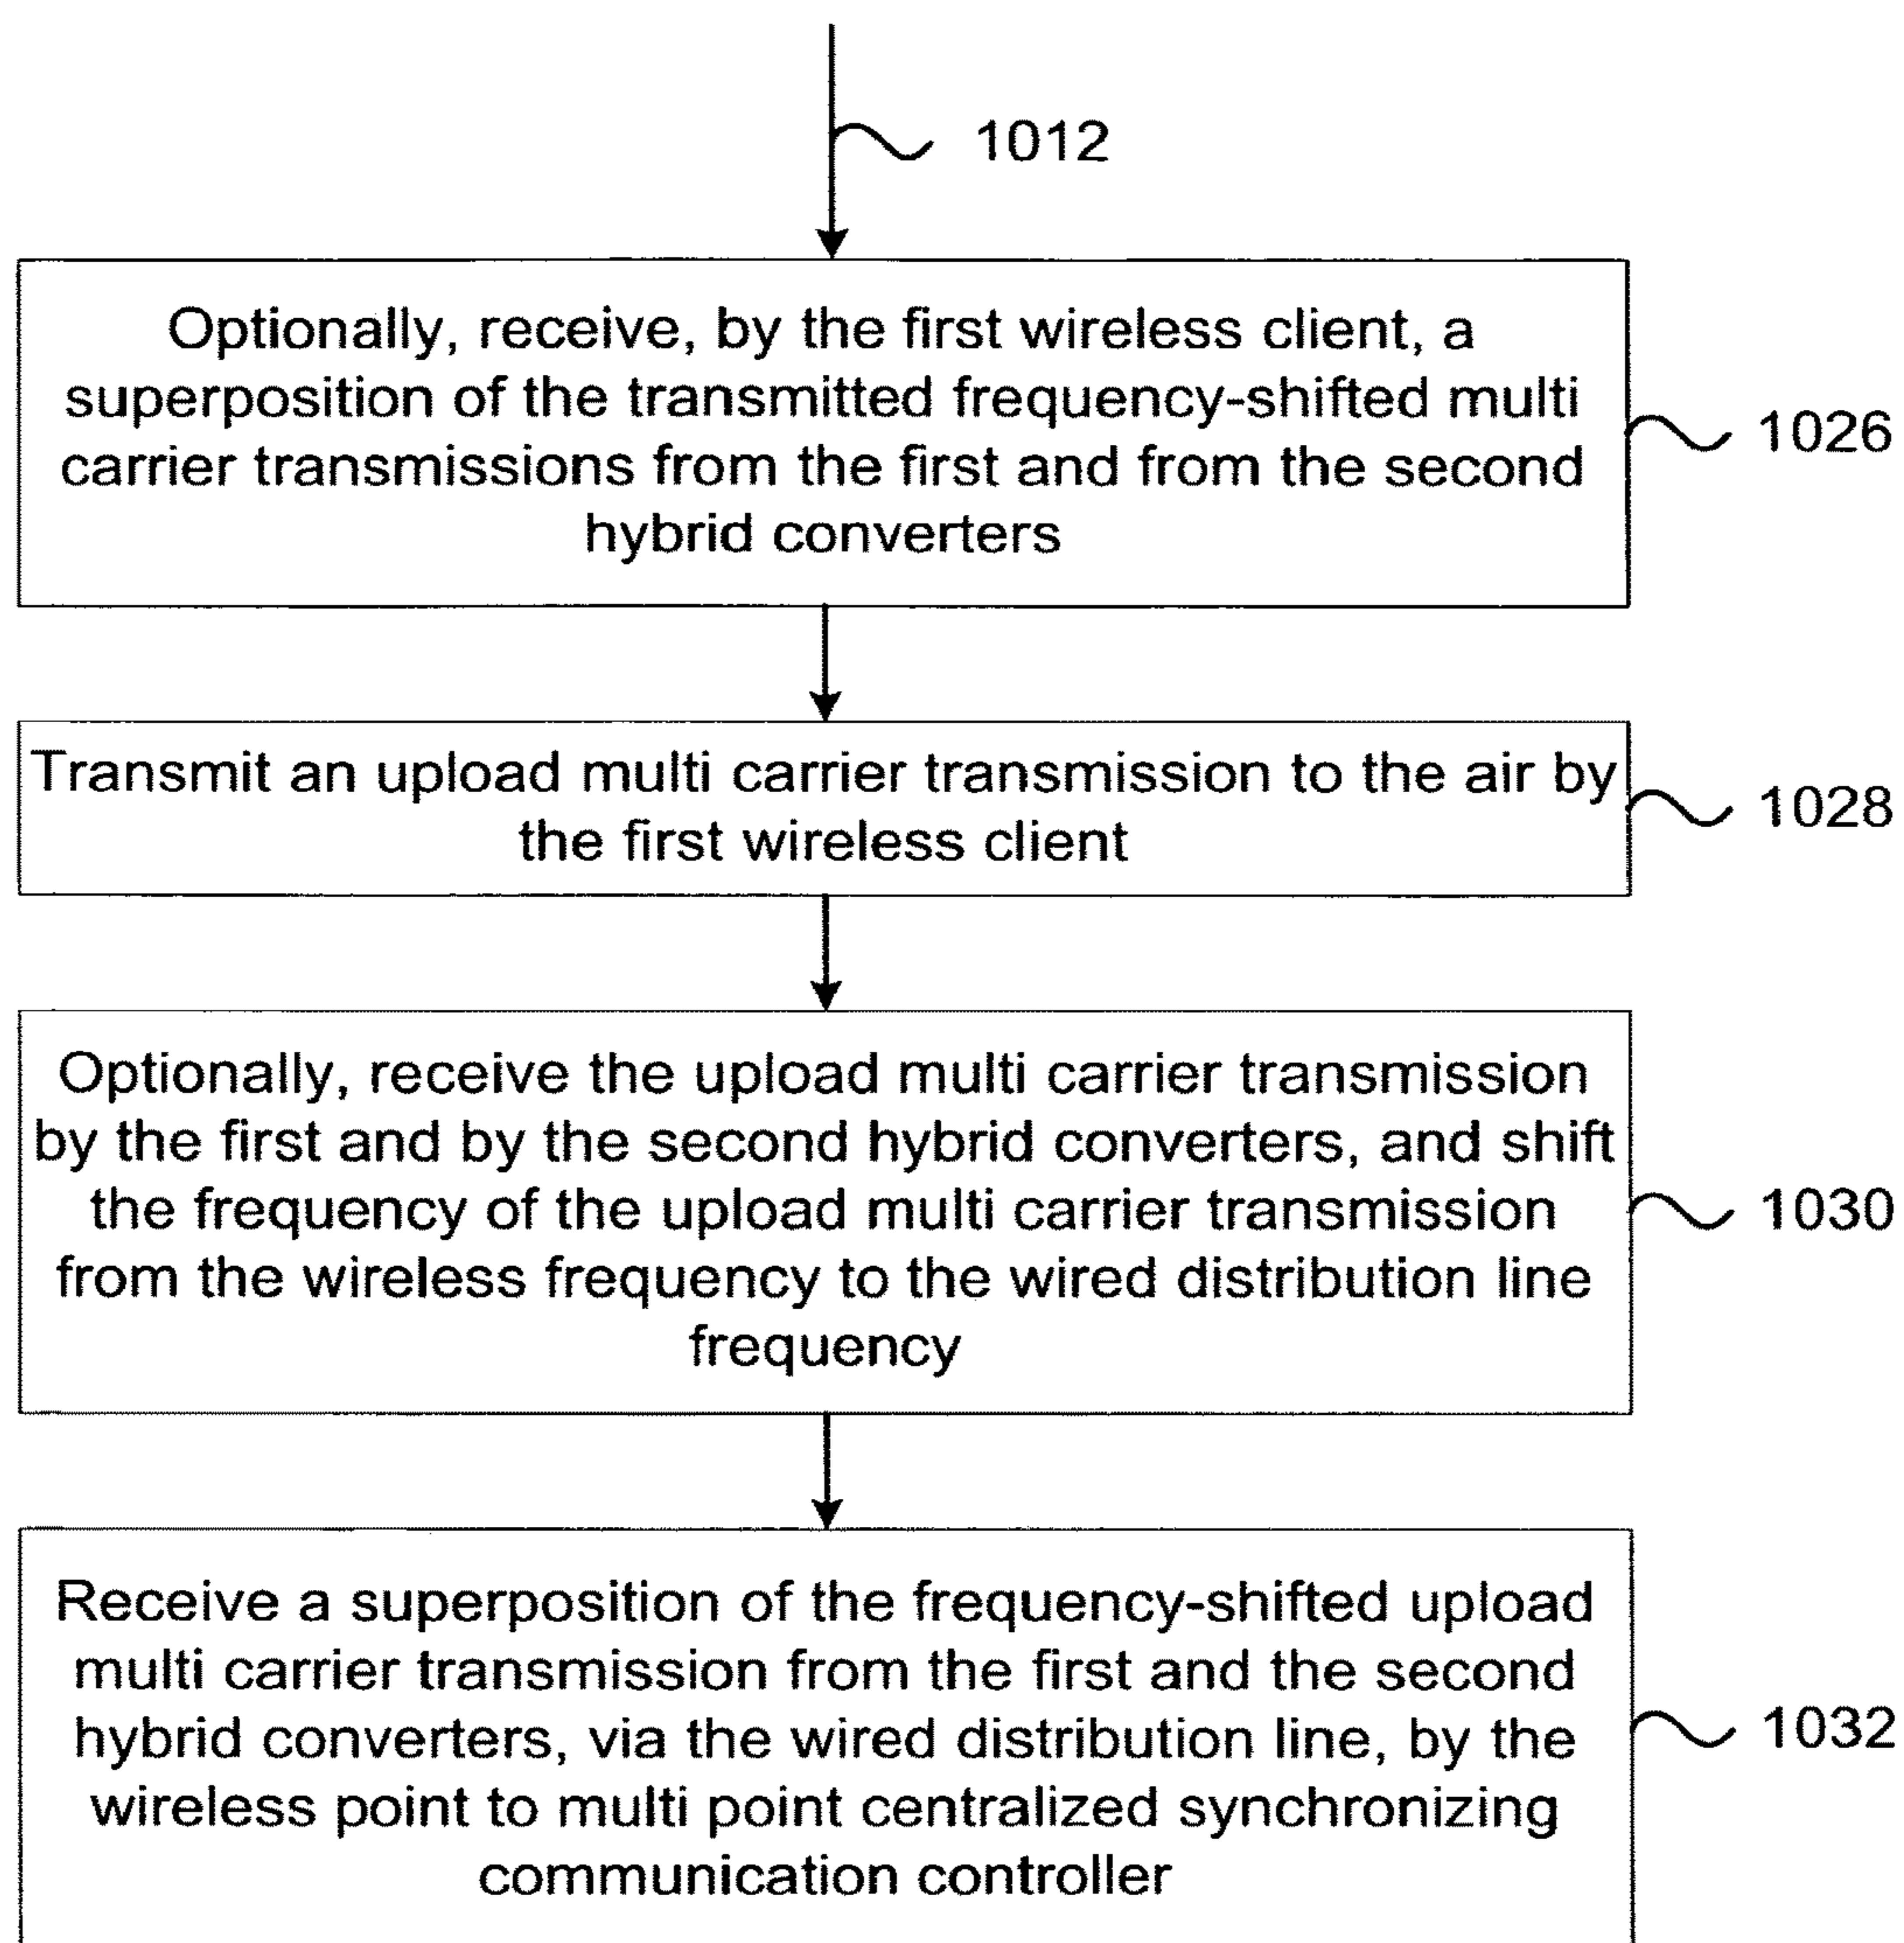 1012
Optionally, receive, by the first wireless client, a
superposition of the transmitted frequency-shifted multi
carrier transmissions from the first and from the second
hybrid converters
1026
Transmit an upload multi carrier transmission to the air by
the first wireless client
1028
Optionally, receive the upload multi carrier transmission
by the first and by the second hybrid converters, and shift
the frequency of the upload multi carrier transmission
from the wireless frequency to the wired distribution line
frequency
1030
Receive a superposition of the frequency-shifted upload
multi carrier transmission from the first and the second
hybrid converters, via the wired distribution line, by the
wireless point to multi point centralized synchronizing
communication controller
1032